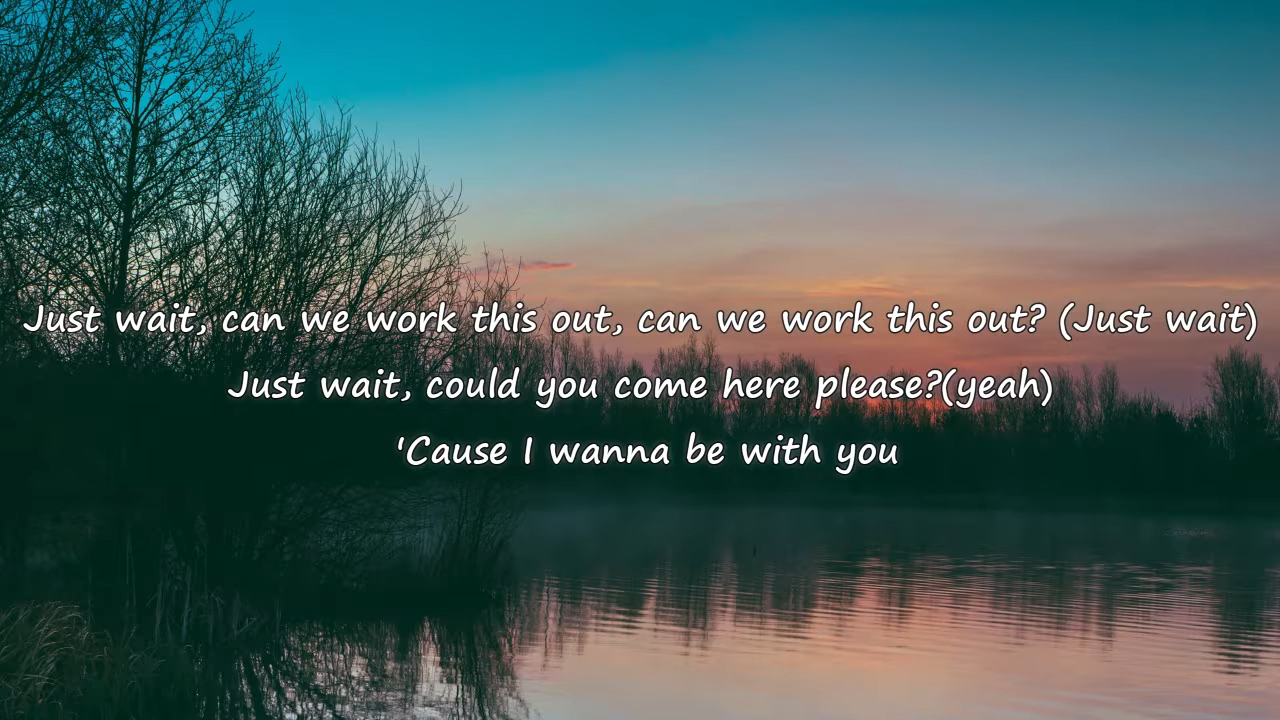 Just wait, can we work this out, can we work this out? (Just wait)
Just wait, could you come here please?(yeah)
'Cause I wanna be with you